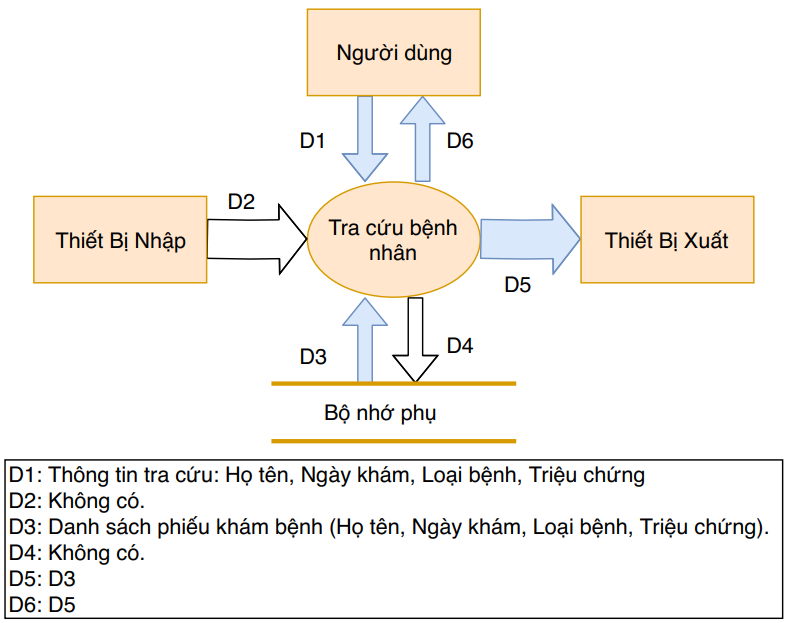 Người dùng
D1
D6
D2
Thiết Bị Nhập
Tra cứu bệnh
nhân
Thiết Bị Xuất
D5
D3
D4
Bộ nhớ phụ
D1: Thông tin tra cứu: Họ tên, Ngày khám, Loại bệnh, Triệu chứng
D2: Không có.
D3: Danh sách phiếu khám bệnh (Họ tên, Ngày khám, Loại bệnh, Triệu chứng).
D4: Không có.
D5: D3
D6: D5